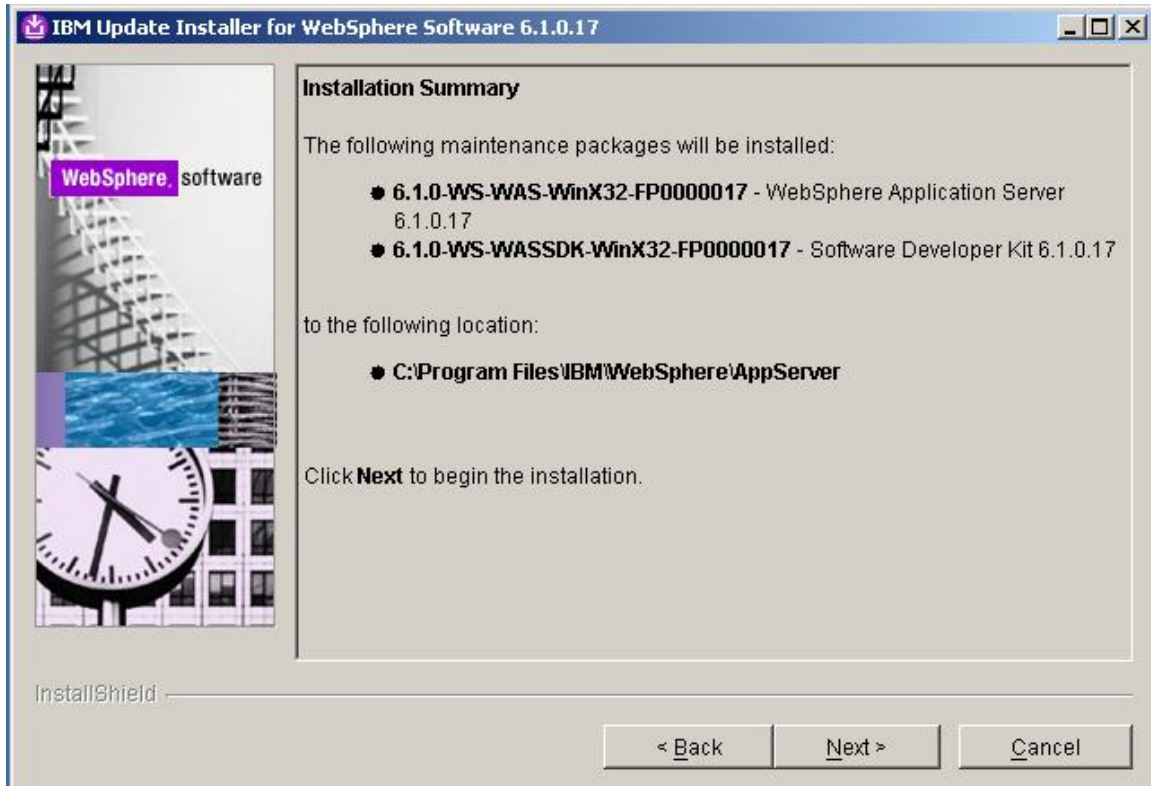 IBM Update Installer for WebSphere Software 6.1.0.17
WebSphere. software
Installation Summary
The following maintenance packages will be installed:
● 6.1.0-WS-WAS-WinX32-FP0000017 - WebSphere Application Server
6.1.0.17
● 6.1.0-WS-WASSDK-WinX32-FP0000017 - Software Developer Kit 6.1.0.17
to the following location:
● C:\Program Files\IBM\WebSphere\AppServer
Click Next to begin the installation.
InstallShield
< Back
Next >
Cancel